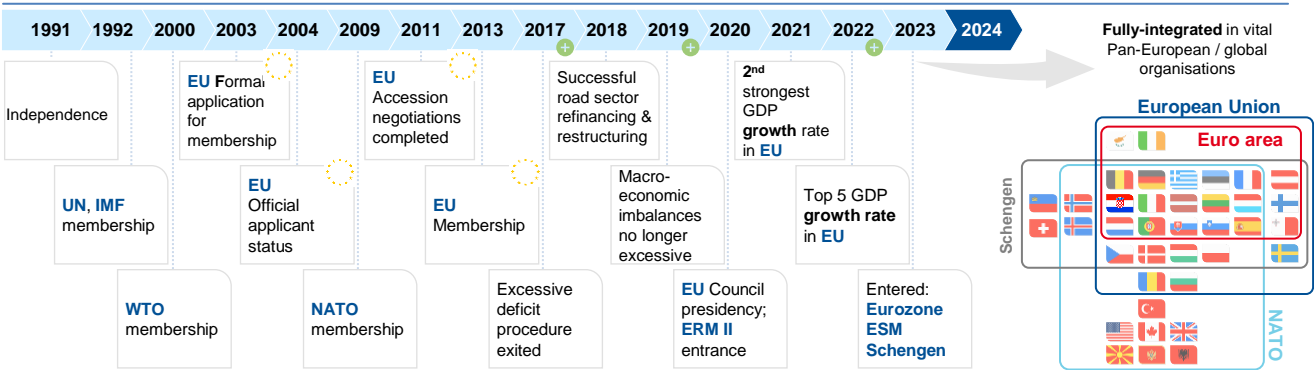 1991 1992 2000 2003 2004 2009 2011 2013 2017 2018 2019 2020 2021 2022 2023 2024
Independence
UN, IMF
membership
WTO
membership
EU Formal
application
for
membership
EU
Official
applicant
status
NATO
membership
EU
Accession
negotiations
completed
EU
Membership
Excessive
deficit
procedure
exited
Successful
road sector
refinancing &
restructuring
Macro-
economic
imbalances
no longer
excessive
EU Council
presidency;
ERM II
entrance
2nd
strongest
GDP
growth rate
in EU
Top 5 GDP
growth rate
in EU
Entered:
Eurozone
ESM
Schengen
Fully-integrated in vital
Pan-European / global
organisations
European Union
Euro area
Schengen
NATO